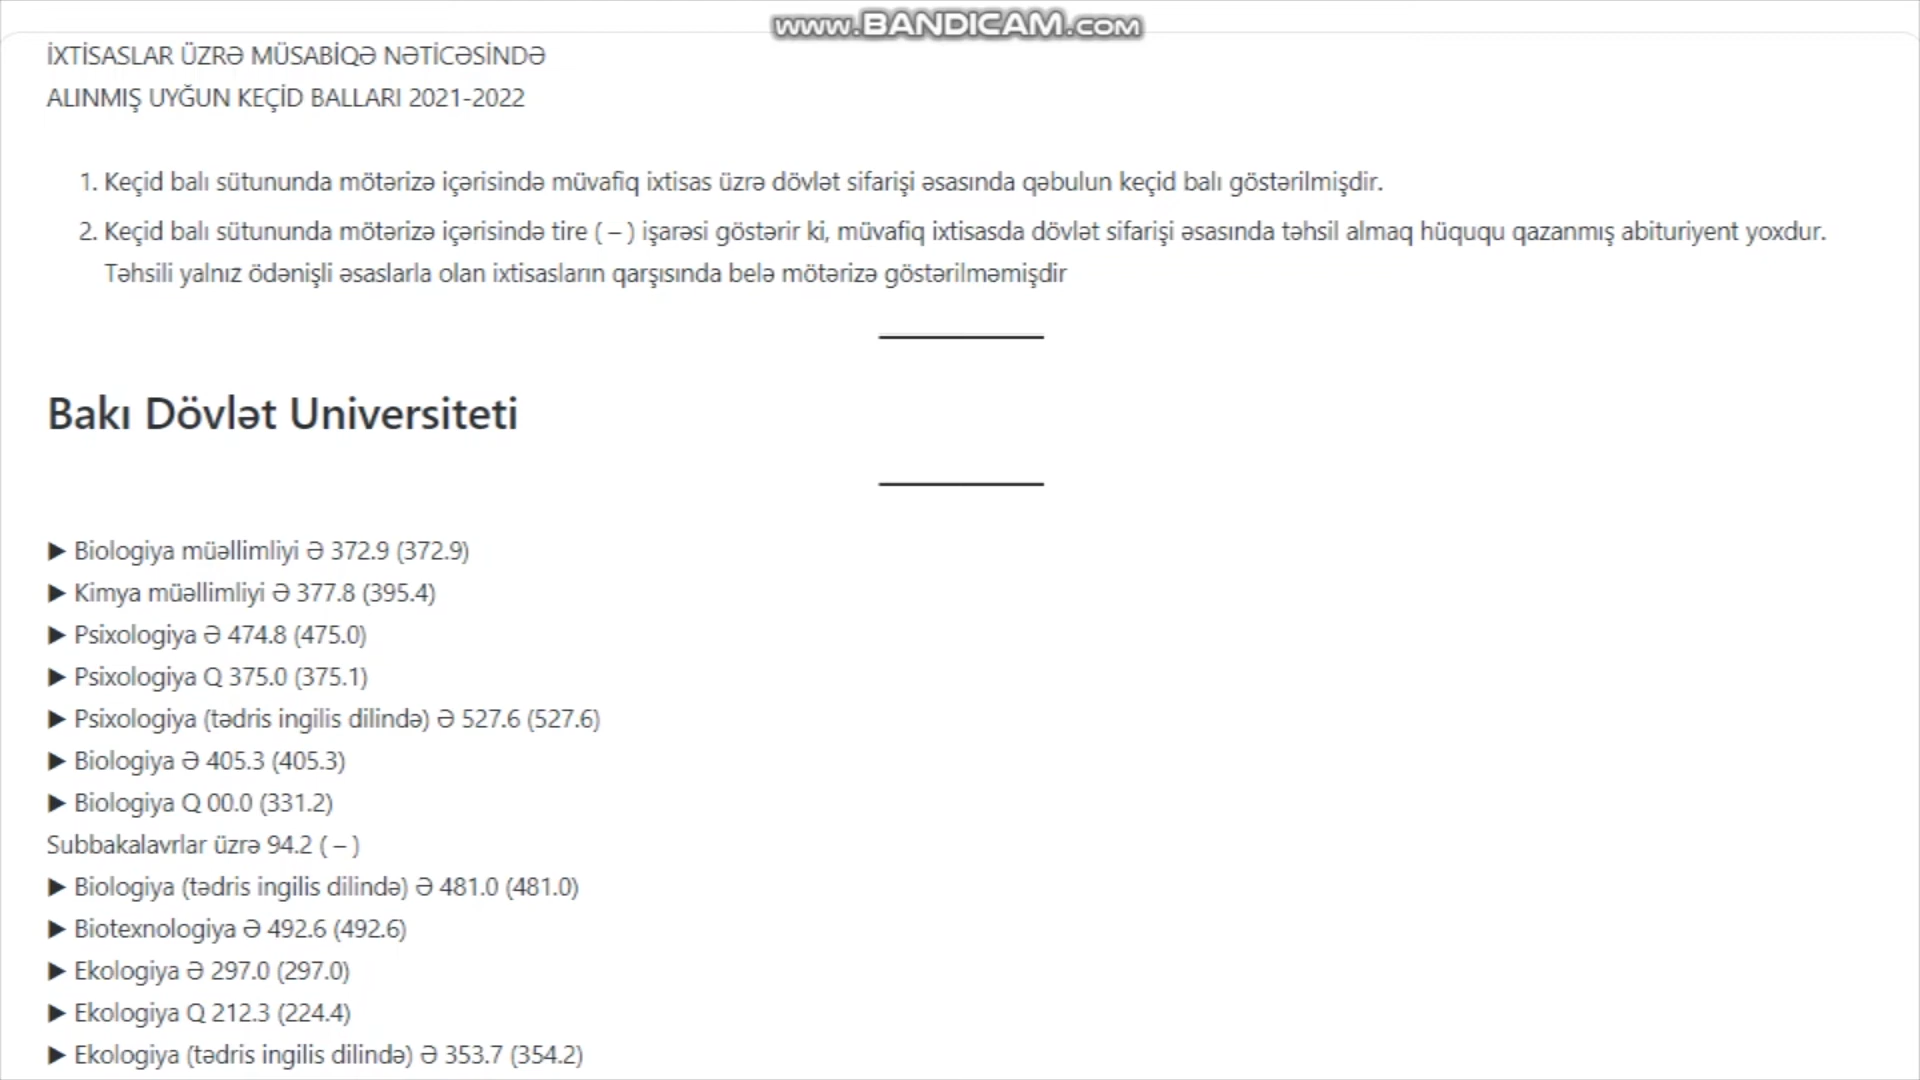 www.BANDICAM.com
İXTİSASLAR ÜZRƏ MÜSABİQƏ NƏTİCƏSİNDƏ
ALINMIŞ UYĞUN KEÇİD BALLARI 2021-2022
1. Keçid balı sütununda mötərizə içərisində müvafiq ixtisas üzrə dövlət sifarişi əsasında qəbulun keçid balı göstərilmişdir.
2. Keçid balı sütununda mötərizə içərisində tire ( – ) işarəsi göstərir ki, müvafiq ixtisasda dövlət sifarişi əsasında təhsil almaq hüququ qazanmış abituriyent yoxdur.
Təhsili yalnız ödənişli əsaslarla olan ixtisasların qarşısında belə mötərizə göstərilməmişdir
Bakı Dövlət Universiteti
► Biologiya müəllimliyi Ə 372.9 (372.9)
► Kimya müəllimliyi Ə 377.8 (395.4)
► Psixologiya Ə 474.8 (475.0)
► Psixologiya Q 375.0 (375.1)
► Psixologiya (tədris ingilis dilində) Ə 527.6 (527.6)
► Biologiya Ə 405.3 (405.3)
► Biologiya Q 00.0 (331.2)
Subbakalavrlar üzrə 94.2 ( – )
► Biologiya (tədris ingilis dilində) Ə 481.0 (481.0)
► Biotexnologiya Ə 492.6 (492.6)
► Ekologiya Ə 297.0 (297.0)
► Ekologiya Q 212.3 (224.4)
► Ekologiya (tədris ingilis dilində) Ə 353.7 (354.2)